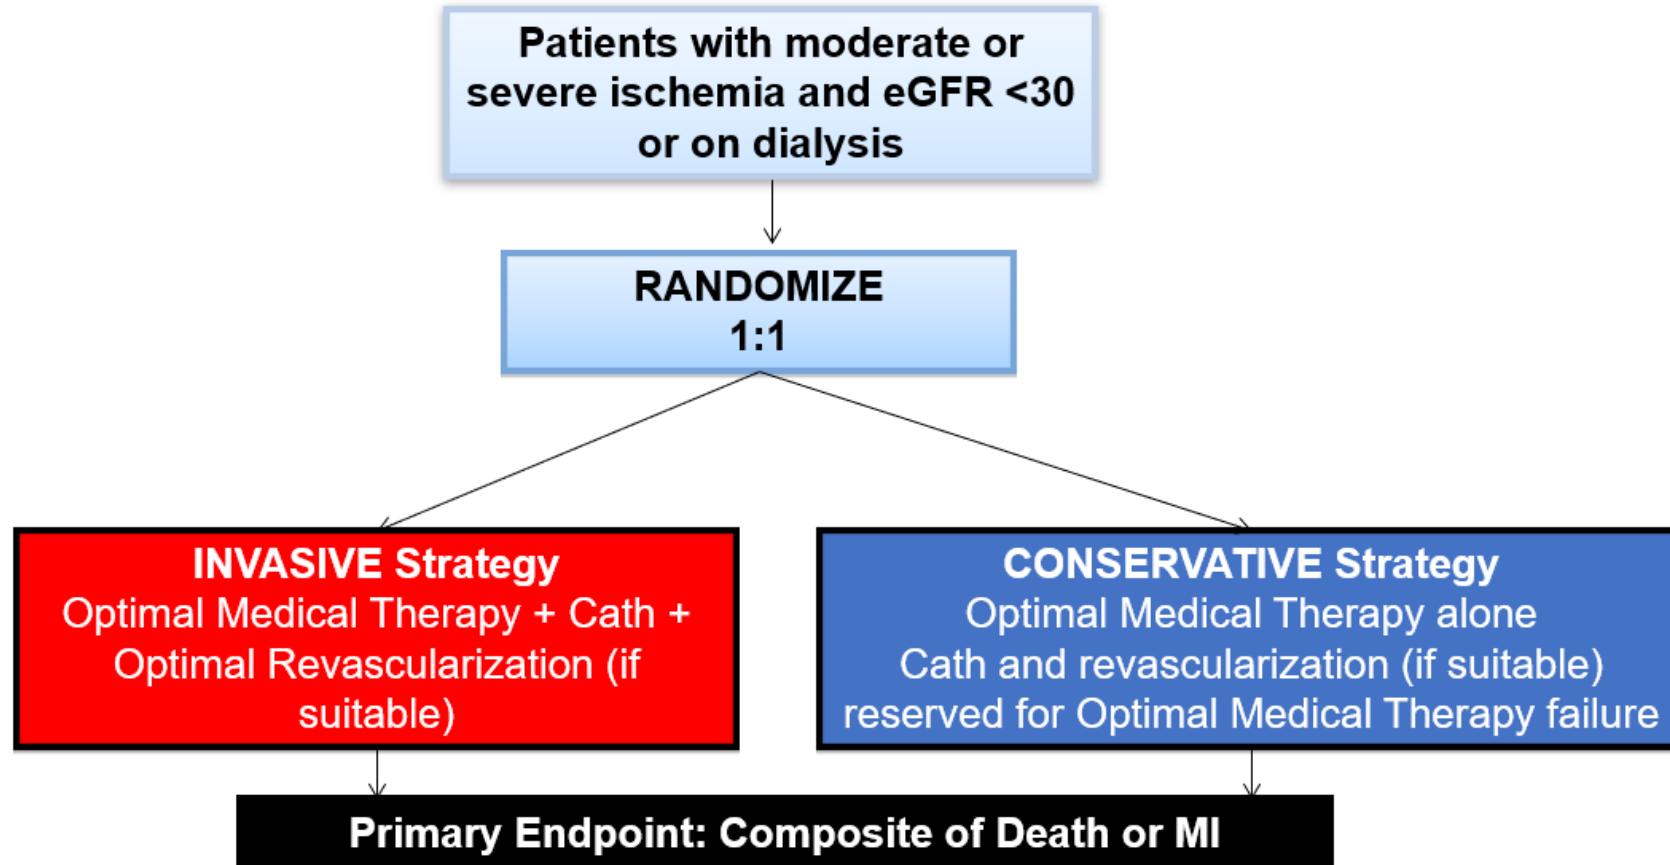 Patients with moderate or
severe ischemia and eGFR <30
or on dialysis
RANDOMIZE
1:1
INVASIVE Strategy
Optimal Medical Therapy + Cath +
Optimal Revascularization (if
suitable)
CONSERVATIVE Strategy
Optimal Medical Therapy alone
Cath and revascularization (if suitable)
reserved for Optimal Medical Therapy failure
Primary Endpoint: Composite of Death or MI